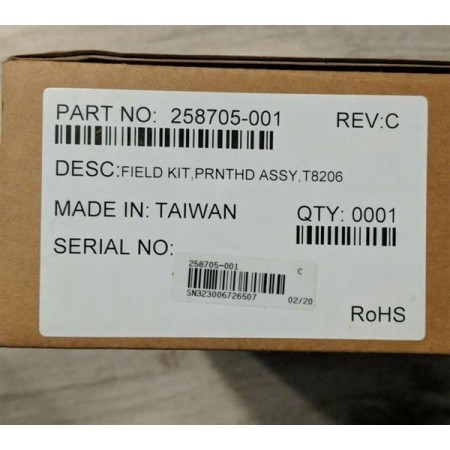 PART NO: 258705-001 REV:C
DESC:FIELD KIT,PRNTHD ASSY,T8206
MADE IN: TAIWAN QTY: 0001
SERIAL NO:
258705-001 C
SN323006726507 02/20
RoHS